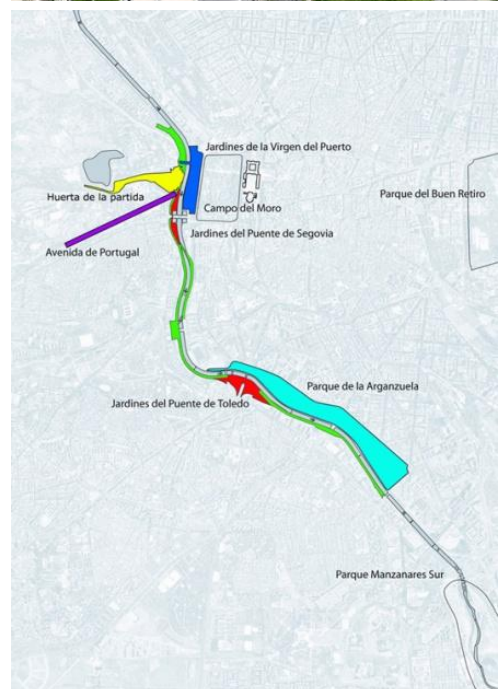 Jardines de la Virgen del Puerto
Parque del Buen Retiro
Huerta de la partida
Campo del Moro
Jardines del Puente de Segovia
Avenida de Portugal
Parque de la Arganzuela
Jardines del Puente de Toledo
Parque Manzanares Sur